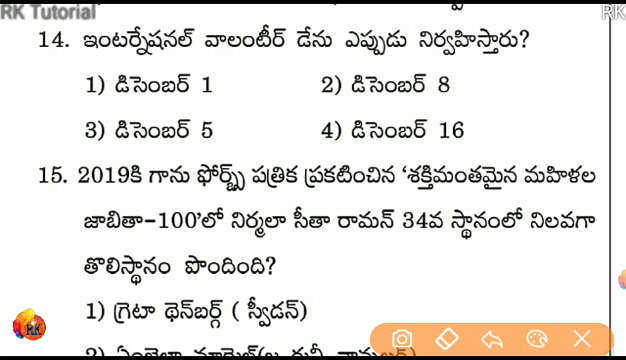 RK Tutorial
RK
14. ఇంటర్నేషనల్ వాలంటీర్ డేను ఎప్పుడు నిర్వహిస్తారు?
1) డిసెంబర్ 1 2) డిసెంబర్ 8
3) డిసెంబర్ 5 4) డిసెంబర్ 16
15. 2019కి గాను ఫోర్బ్స్ పత్రిక ప్రకటించిన 'శక్తిమంతమైన మహిళల
జాబితా-100'లో నిర్మలా సీతా రామన్ 34వ స్థానంలో నిలవగా
తొలిస్థానం పొందింది?
1) గ్రెటా థెన్‌బర్గ్ ( స్వీడన్)
RK